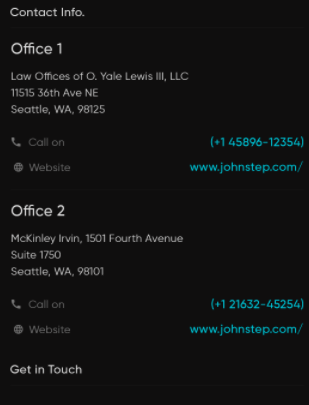 Contact Info.
Office 1
Law Offices of O. Yale Lewis III, LLC
11515 36th Ave NE
Seattle, WA, 98125
Call on (+1 45896-12354)
Website www.johnstep.com/
Office 2
McKinley Irvin, 1501 Fourth Avenue
Suite 1750
Seattle, WA, 98101
Call on (+1 21632-45254)
Website www.johnstep.com/
Get in Touch